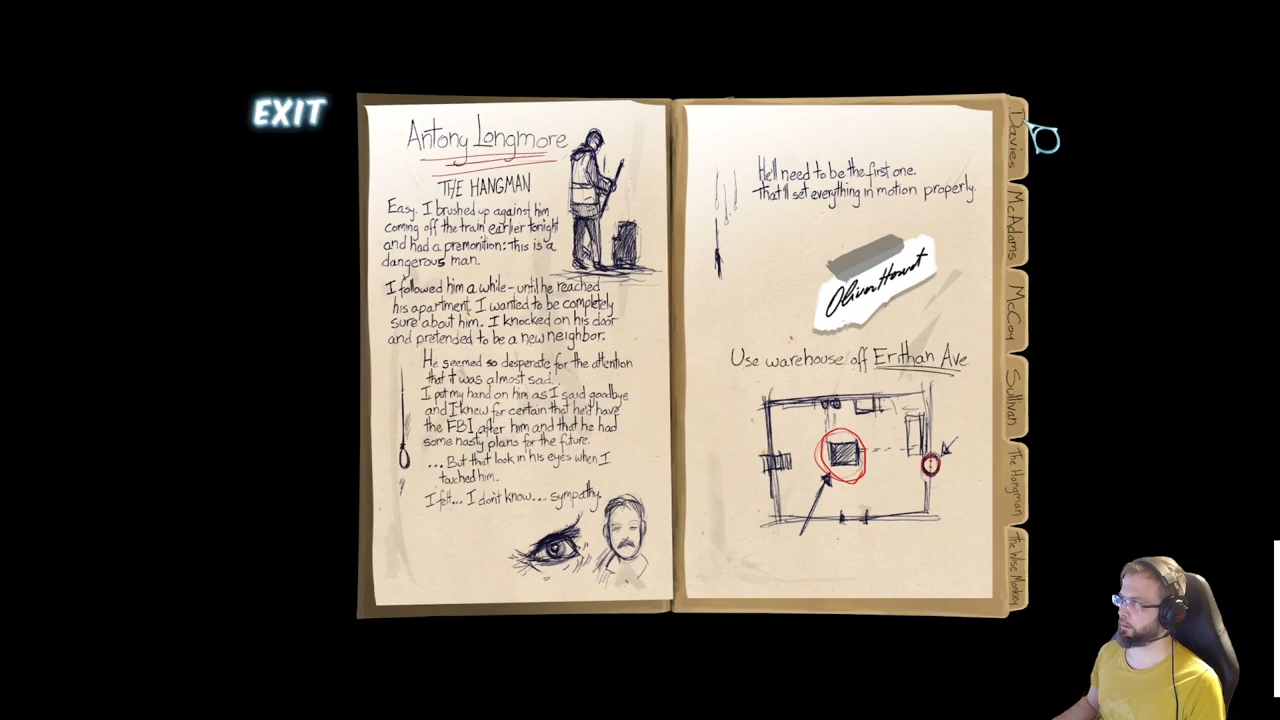 EXIT
Antony Longmore
THE HANGMAN
Easy. I brushed up against him
coming off the train earlier tonight
and had a premonition: this is a
dangerous man.
I followed him a while - until he reached
his apartment. I wanted to be completely
sure about him. I knocked on his door
and pretended to be a new neighbor.
He seemed so desperate for the attention
that it was almost sad.
I put my hand on him as I said goodbye
and I knew for certain that he'd have
the FBI after him and that he had
some nasty plans for the future.
...But that look in his eyes when I
touched him.
I felt... I don't know... sympathy.
He'll need to be the first one.
That'll set everything in motion properly.
Oliver
Use warehouse off Erithan Ave
Davies
McAdams
McCoy
Sullivan
The Hangman
The Wise Monkey